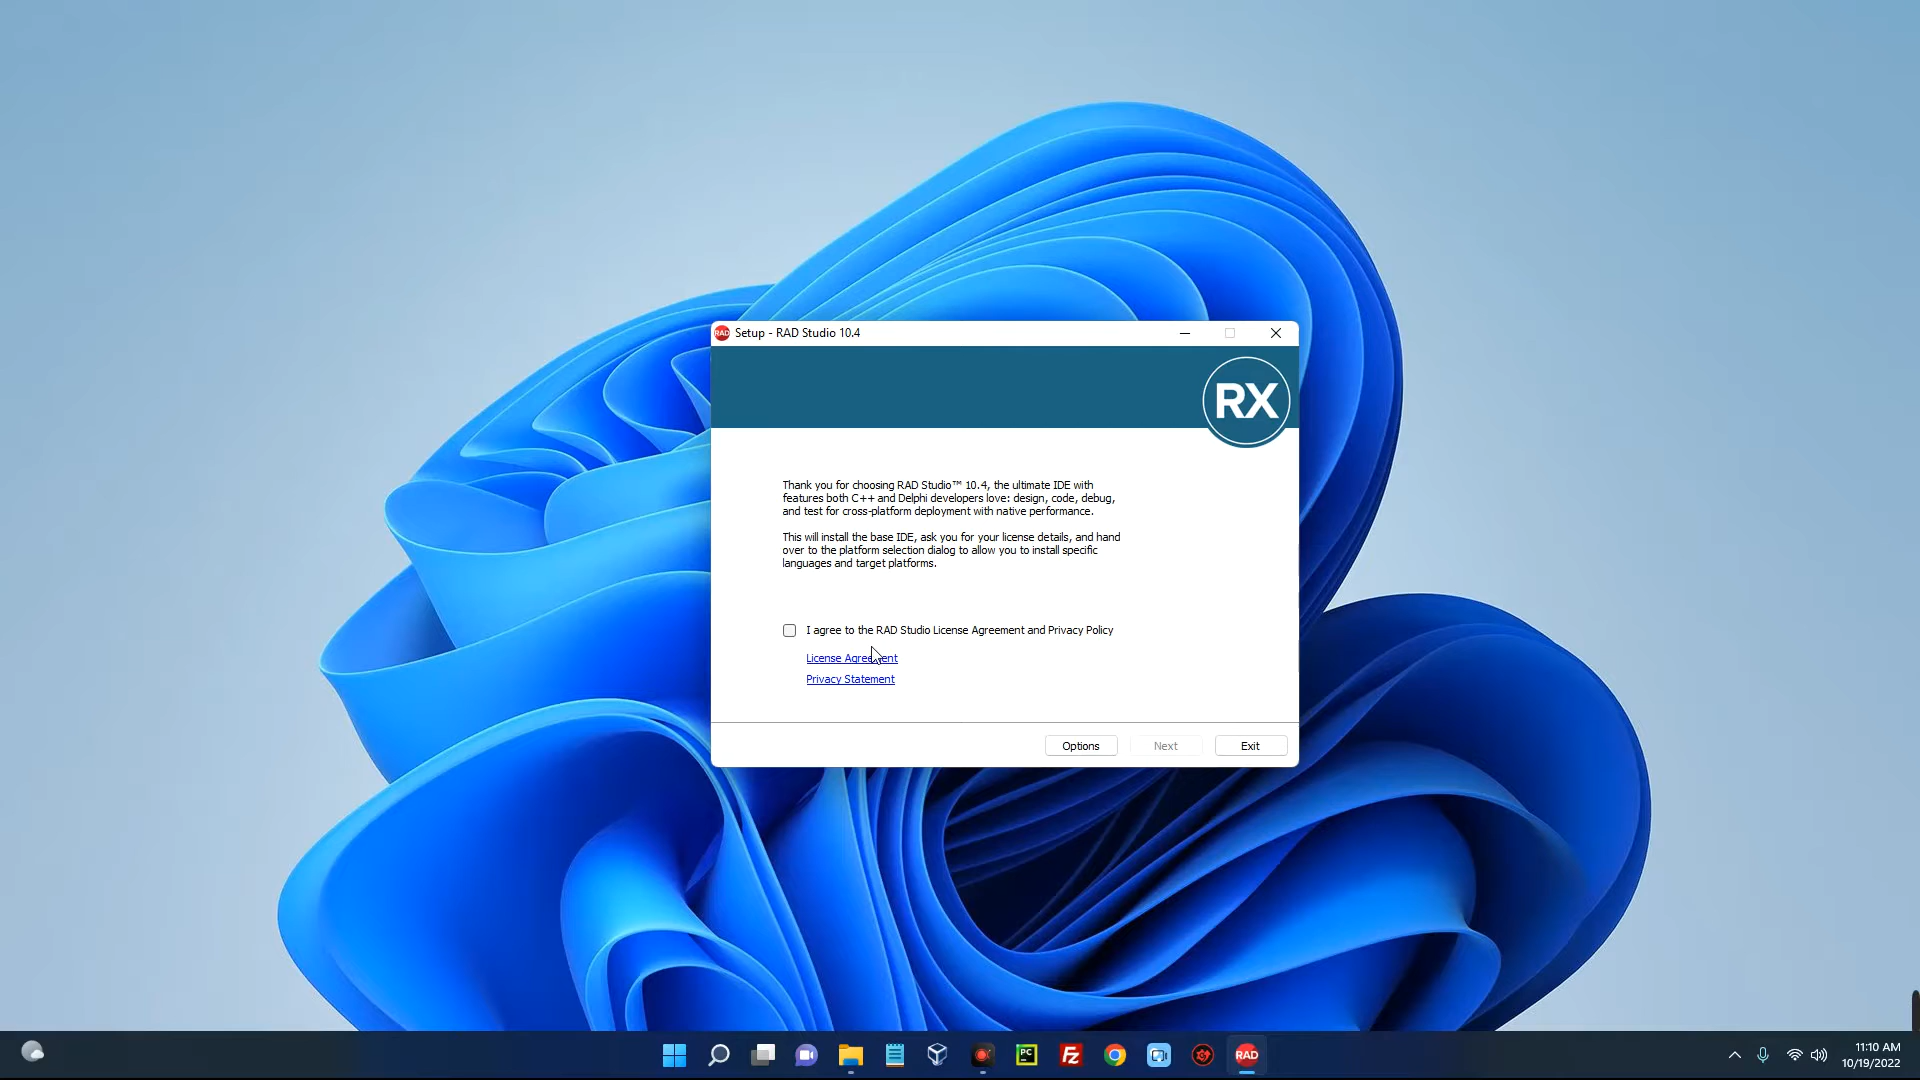 RAD Setup - RAD Studio 10.4
RX
Thank you for choosing RAD Studio™ 10.4, the ultimate IDE with
features both C++ and Delphi developers love: design, code, debug,
and test for cross-platform deployment with native performance.
This will install the base IDE, ask you for your license details, and hand
over to the platform selection dialog to allow you to install specific
languages and target platforms.
I agree to the RAD Studio License Agreement and Privacy Policy
License Agreement
Privacy Statement
Options Next Exit
PC FZ RAD
11:10 AM
10/19/2022